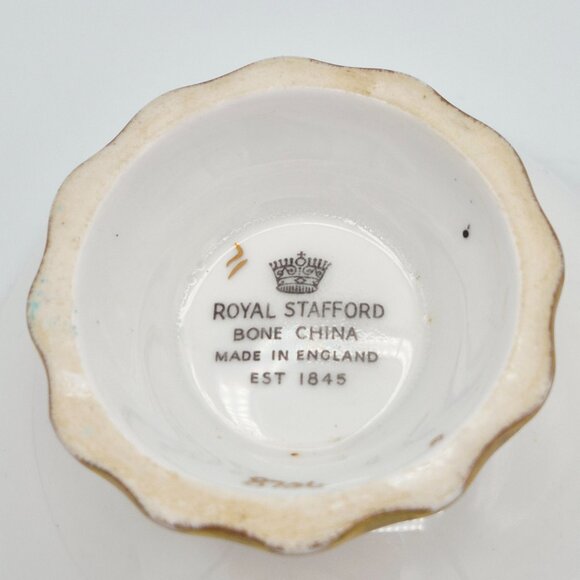 ROYAL STAFFORD
BONE CHINA
MADE IN ENGLAND
EST 1845